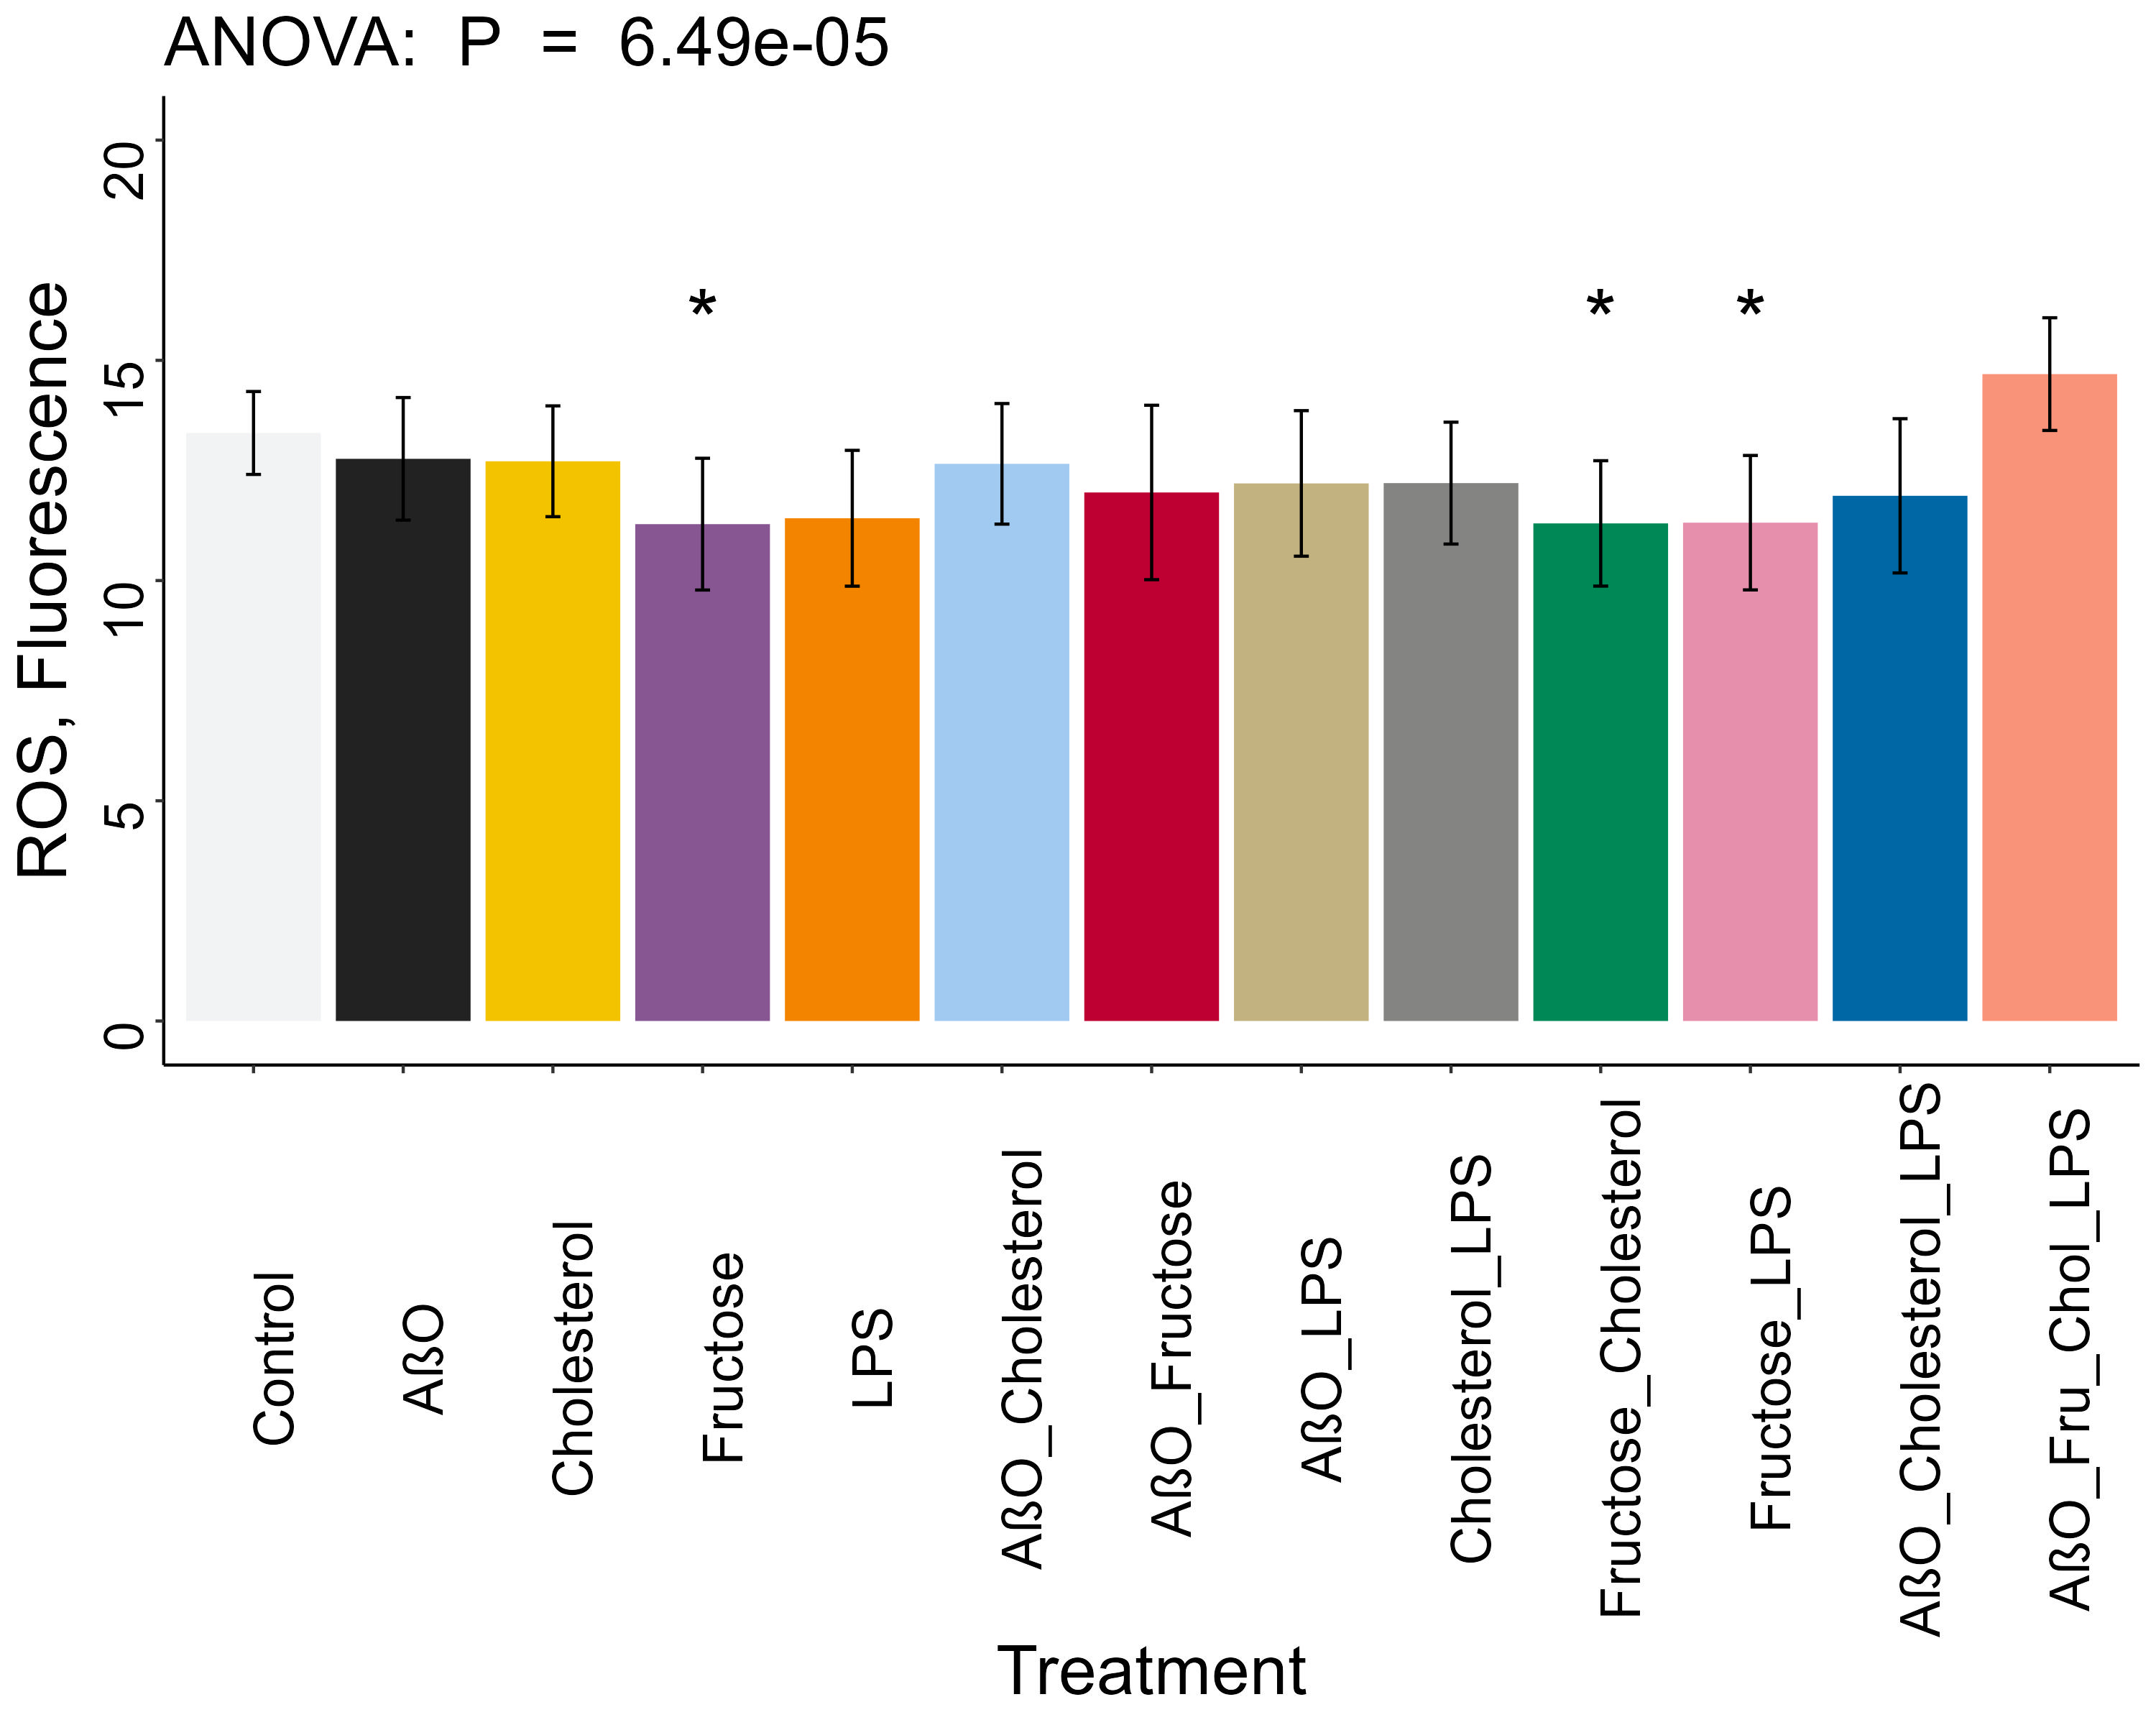 ANOVA: P = 6.49e-05
ROS, Fluorescence
20
15
10
5
0
*
*
*
Control
AßO
Cholesterol
Fructose
LPS
AßO_Cholesterol
AßO_Fructose
AßO_LPS
Cholesterol_LPS
Fructose_Cholesterol
Fructose_LPS
AßO_Cholesterol_LPS
AßO_Fru_Chol_LPS
Treatment